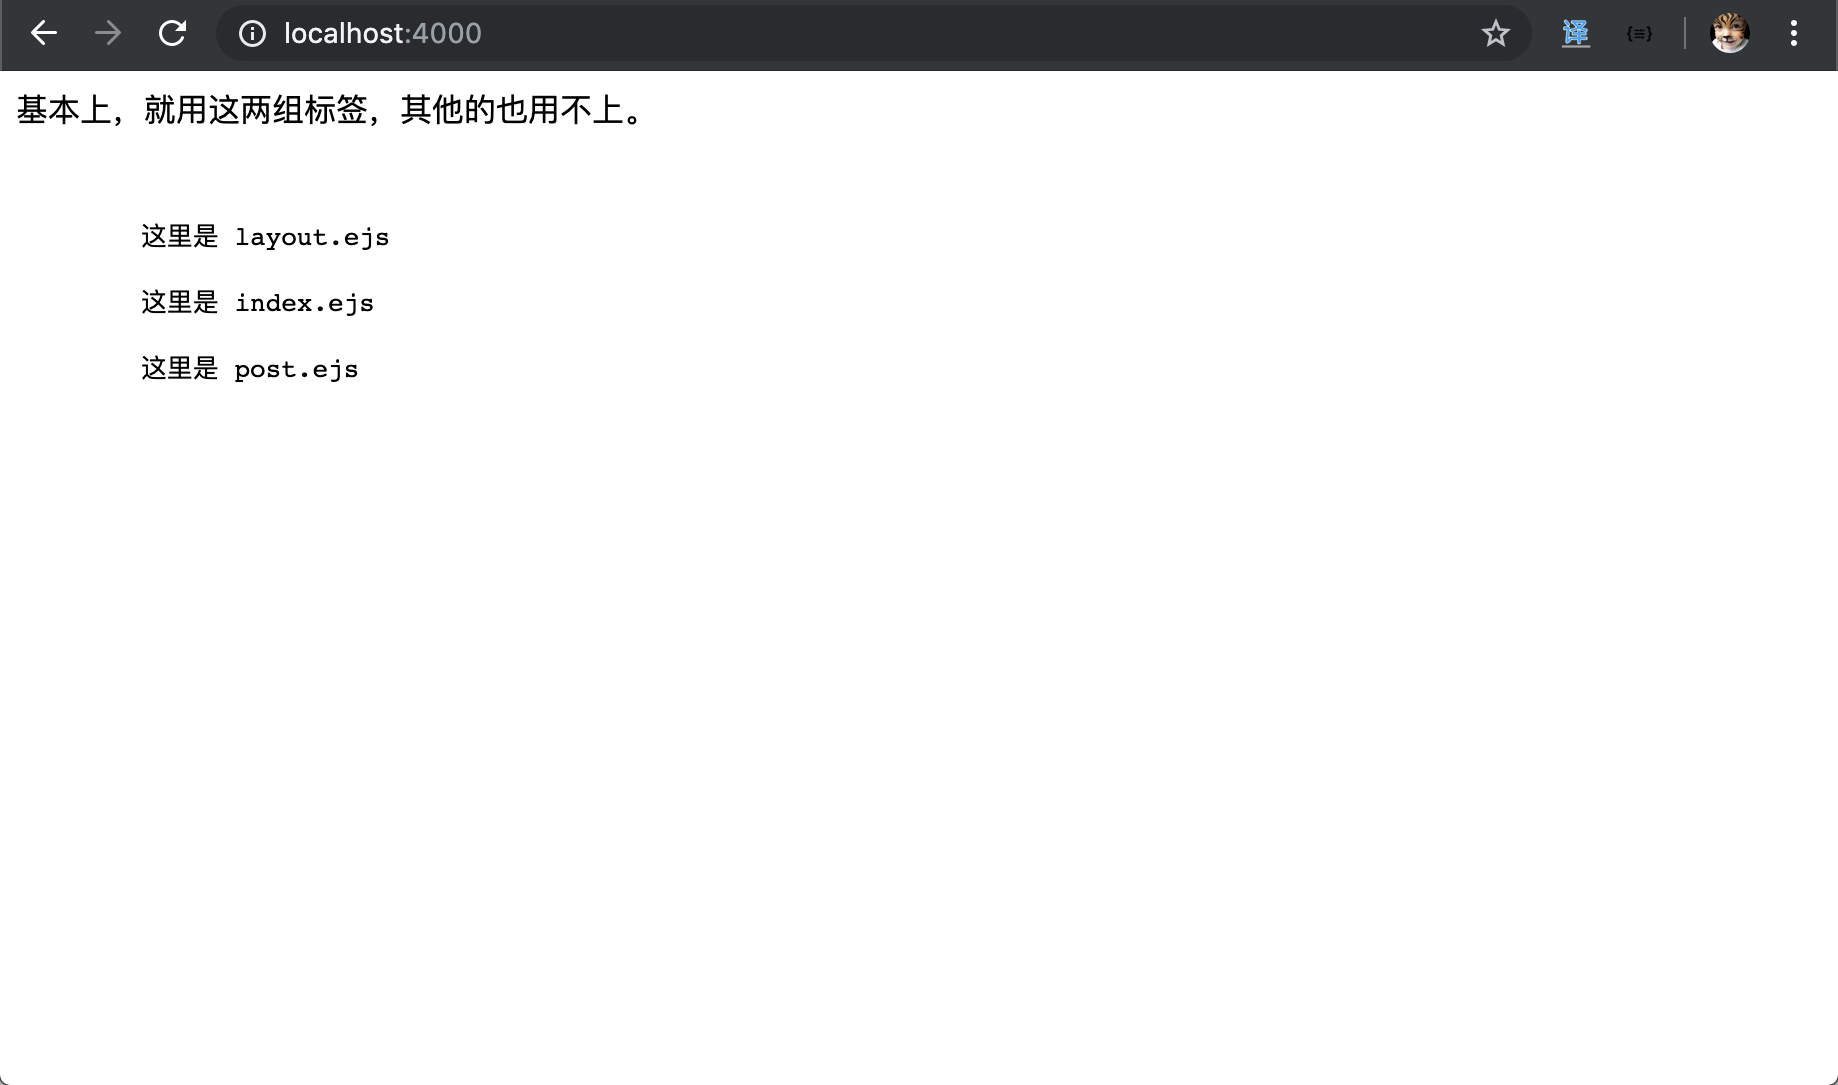 localhost:4000
译
基本上，就用这两组标签，其他的也用不上。
这里是 layout.ejs
这里是 index.ejs
这里是 post.ejs